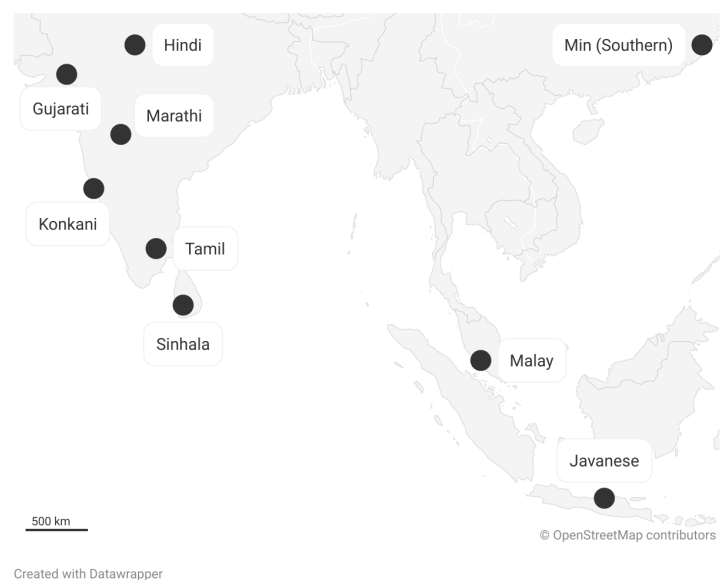 Hindi
Min (Southern)
Gujarati
Marathi
Konkani
Tamil
Sinhala
Malay
Javanese
500 km
© OpenStreetMap contributors
Created with Datawrapper